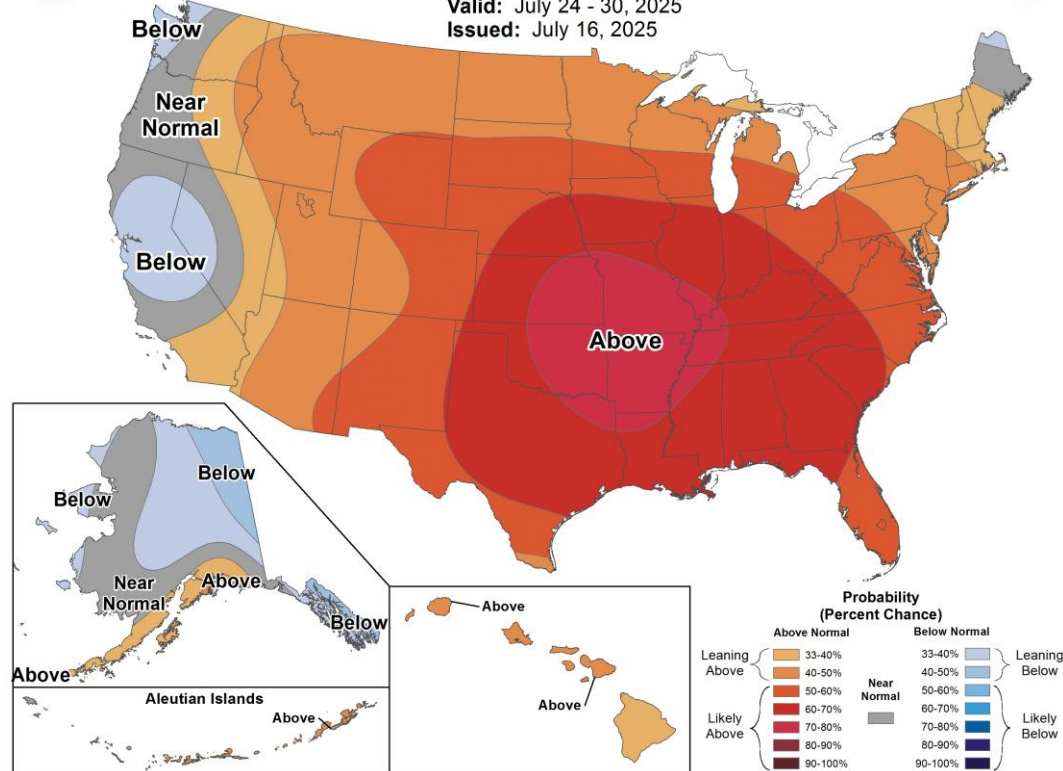 Valid: July 24 - 30, 2025
Issued: July 16, 2025
Below
Near
Normal
Below
Above
Below
Below
Near
Normal
Above
Below
Above
Aleutian Islands
Above
Above
Above
Probability
(Percent Chance)
Above Normal
Below Normal
Leaning
Above
33-40%
40-50%
Likely
Above
50-60%
60-70%
70-80%
80-90%
90-100%
Near
Normal
33-40%
40-50%
Leaning
Below
50-60%
60-70%
70-80%
80-90%
90-100%
Likely
Below